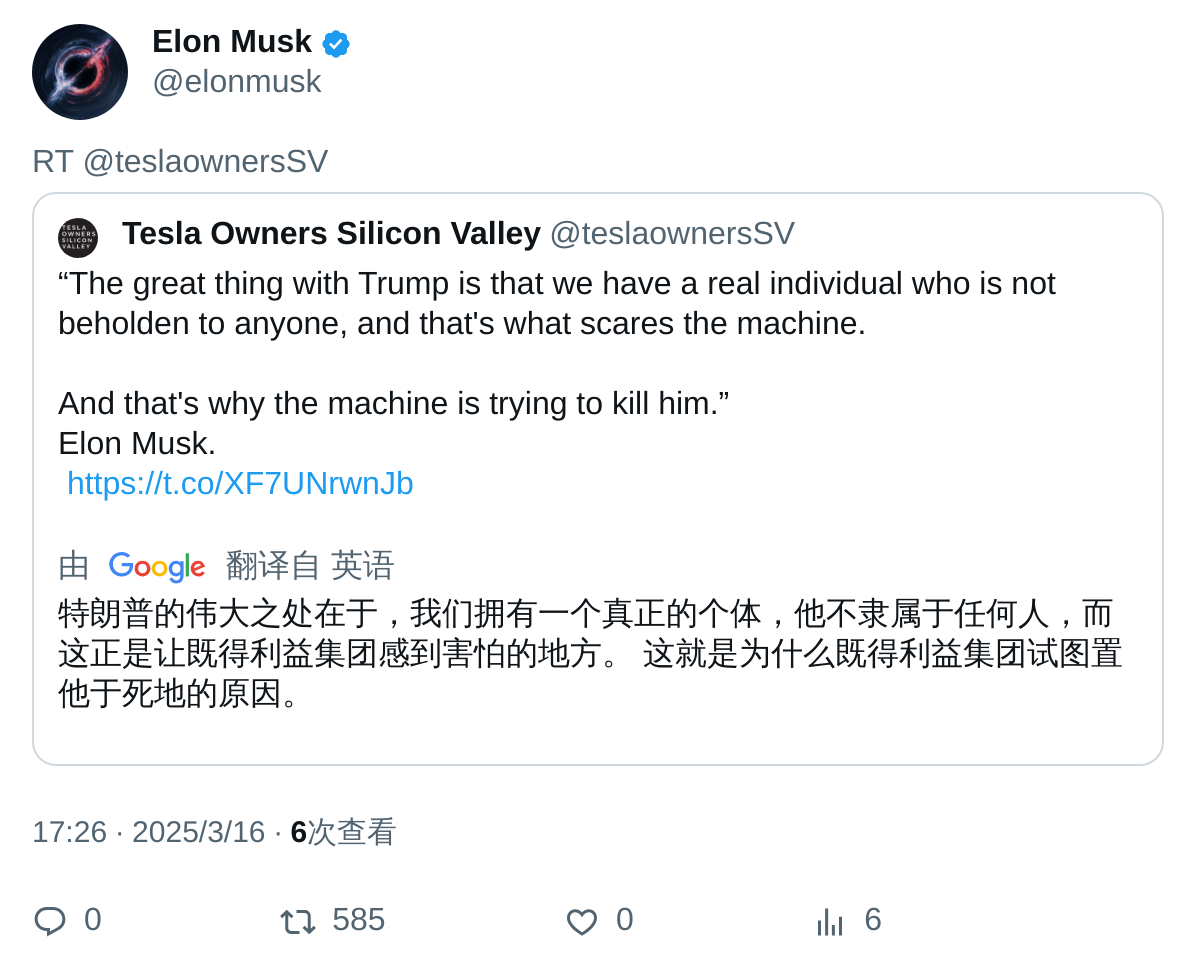 Elon Musk
@elonmusk
RT @teslaownersSV
TESLA
OWNERS
SILICON
VALLEY
Tesla Owners Silicon Valley @teslaownersSV
“The great thing with Trump is that we have a real individual who is not
beholden to anyone, and that's what scares the machine.
And that's why the machine is trying to kill him.”
Elon Musk.
https://t.co/XF7UNrwnJb
由 Google 翻译自 英语
特朗普的伟大之处在于，我们拥有一个真正的个体，他不隶属于任何人，而
这正是让既得利益集团感到害怕的地方。 这就是为什么既得利益集团试图置
他于死地的原因。
17:26 · 2025/3/16 · 6次查看
0 585 0 6